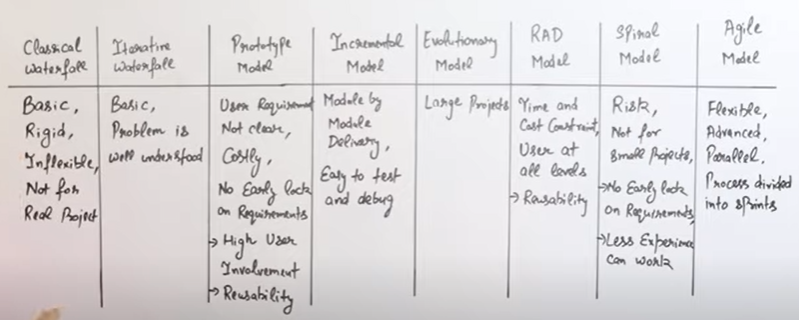 Classical
Waterfall
Basic,
Rigid,
Inflexible,
Not for
Real Project
Iterative
Waterfall
Basic,
Problem is
well understood
Prototype
Model
User Requirement
Not clear,
Costly,
No Early lock
on Requirements
→ High User
Involvement
→ Reusability
Incremental
Model
Module by
Module
Delivery,
Easy to test
and debug
Evolutionary
Model
Large Projects
RAD
Model
Time and
Cost Constraint,
User at
all levels
→ Reusability
Spiral
Model
Risk,
Not for
Small Projects,
→ No Early lock
on Requirements,
→ Less Experience
can work
Agile
Model
Flexible,
Advanced,
Parallel.
Process divided
into sprints